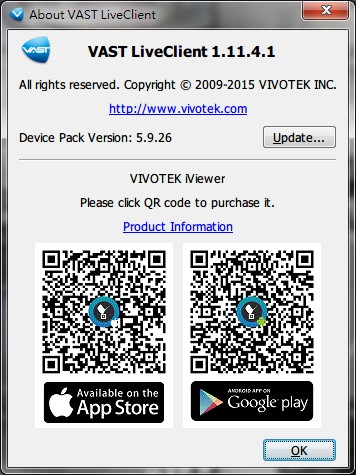 About VAST LiveClient
VAST
VAST LiveClient 1.11.4.1
All rights reserved. Copyright © 2009-2015 VIVOTEK INC.
http://www.vivotek.com
Device Pack Version: 5.9.26
Update...
VIVOTEK iViewer
Please click QR code to purchase it.
Product Information
Available on the
App Store
ANDROID APP ON
Google play
OK